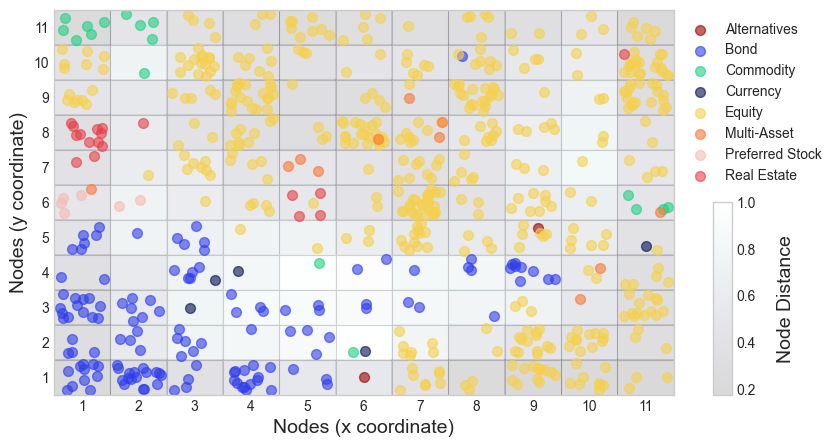 11
10
9
8
7
6
5
4
3
2
1
Nodes (y coordinate)
1 2 3 4 5 6 7 8 9 10 11
Nodes (x coordinate)
Alternatives
Bond
Commodity
Currency
Equity
Multi-Asset
Preferred Stock
Real Estate
1.0
0.8
0.6
0.4
0.2
Node Distance